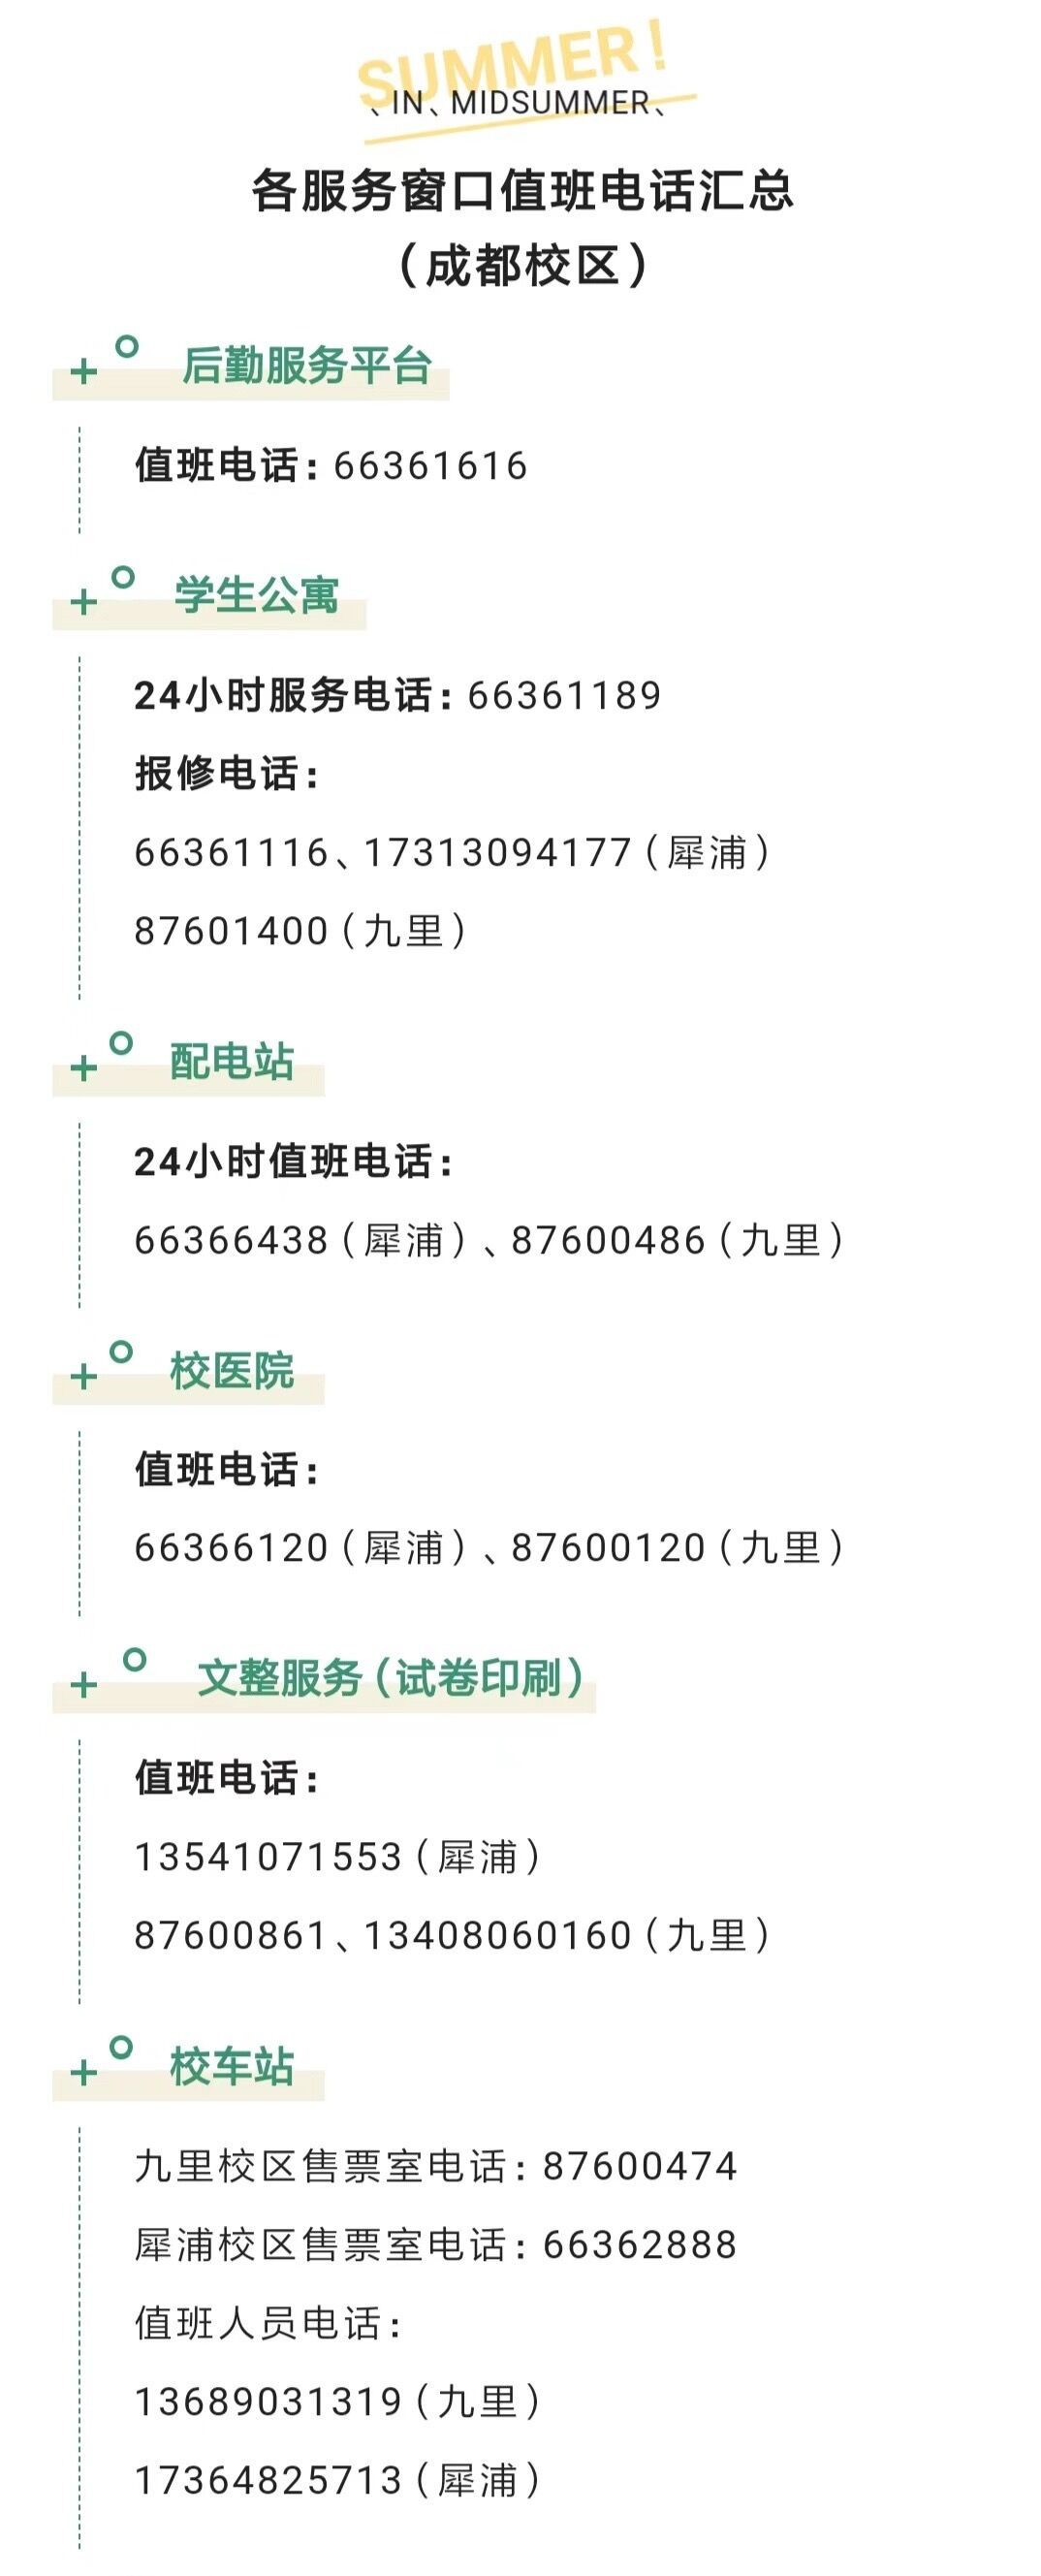 SUMMER!
、IN、MIDSUMMER、
各服务窗口值班电话汇总
（成都校区）
后勤服务平台
值班电话：66361616
学生公寓
24小时服务电话：66361189
报修电话：
66361116、17313094177（犀浦）
87601400（九里）
配电站
24小时值班电话：
66366438（犀浦）、87600486（九里）
校医院
值班电话：
66366120（犀浦）、87600120（九里）
文整服务（试卷印刷）
值班电话：
13541071553（犀浦）
87600861、13408060160（九里）
校车站
九里校区售票室电话：87600474
犀浦校区售票室电话：66362888
值班人员电话：
13689031319（九里）
17364825713（犀浦）